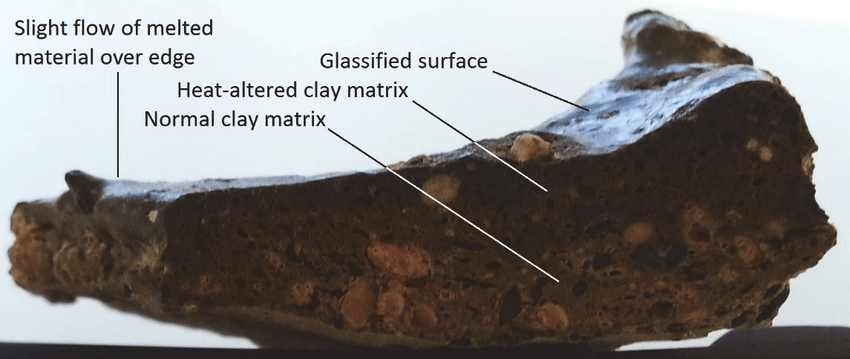 Slight flow of melted
material over edge
Glassified surface
Heat-altered clay matrix
Normal clay matrix